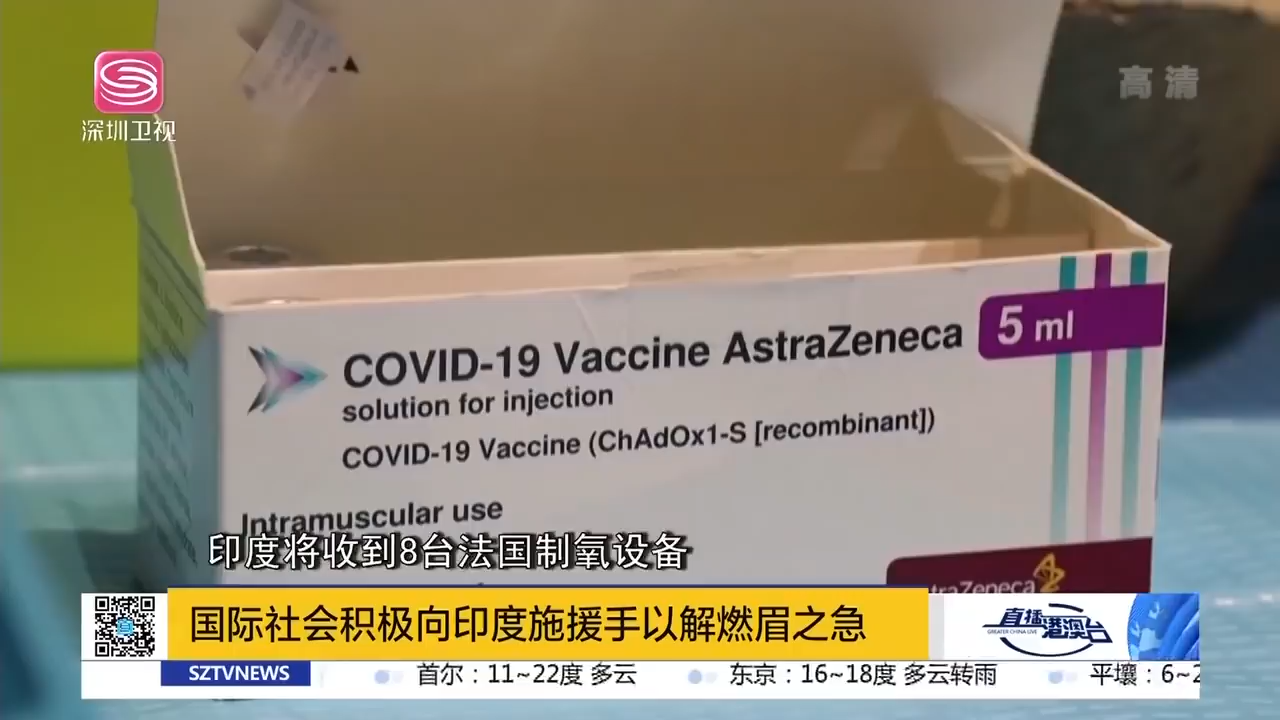 深圳卫视
高清
5 ml
COVID-19 Vaccine AstraZeneca
solution for injection
COVID-19 Vaccine (ChAdOx1-S [recombinant])
Intramuscular use
traZeneca
印度将收到8台法国制氧设备
国际社会积极向印度施援手以解燃眉之急
直播港澳台
GREATER CHINA LIVE
SZTVNEWS
首尔：11~22度 多云 东京：16~18度 多云转雨 平壤：6~2